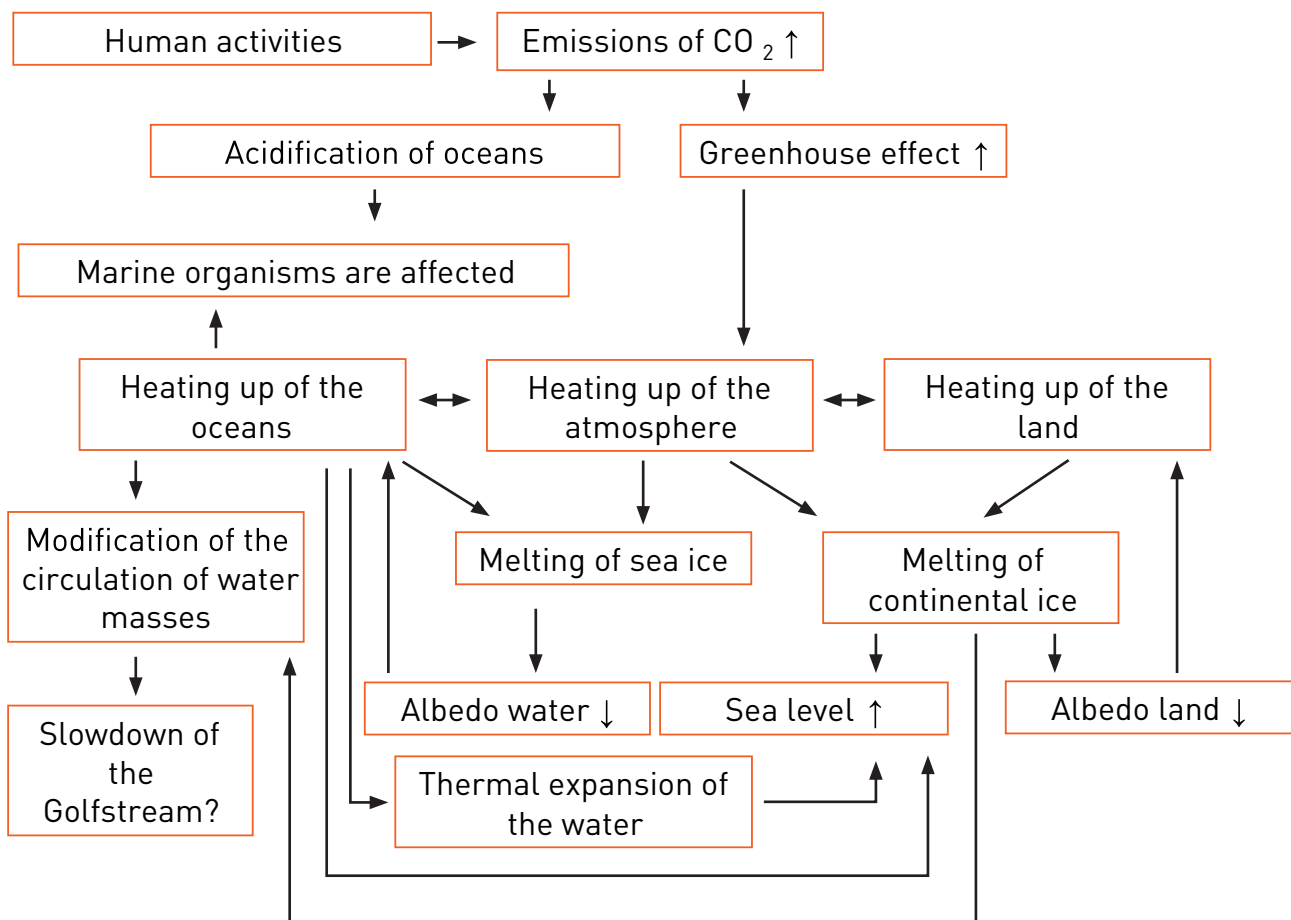 Human activities
Emissions of CO 2 ↑
Acidification of oceans
Greenhouse effect ↑
Marine organisms are affected
Heating up of the
oceans
Heating up of the
atmosphere
Heating up of the
land
Modification of the
circulation of water
masses
Melting of sea ice
Melting of
continental ice
Slowdown of
the
Golfstream?
Albedo water ↓
Sea level ↑
Albedo land ↓
Thermal expansion of
the water